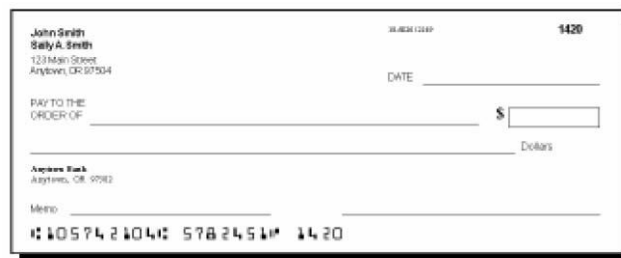 John Smith 1420
Sally A. Smith
123 Main Street
Anytown, OR 97504
DATE
PAY TO THE
ORDER OF $
Dollars
Anytown Bank
Anytown, OR 97502
Memo
⑆105742104⑆ 5782451⑈ 1420